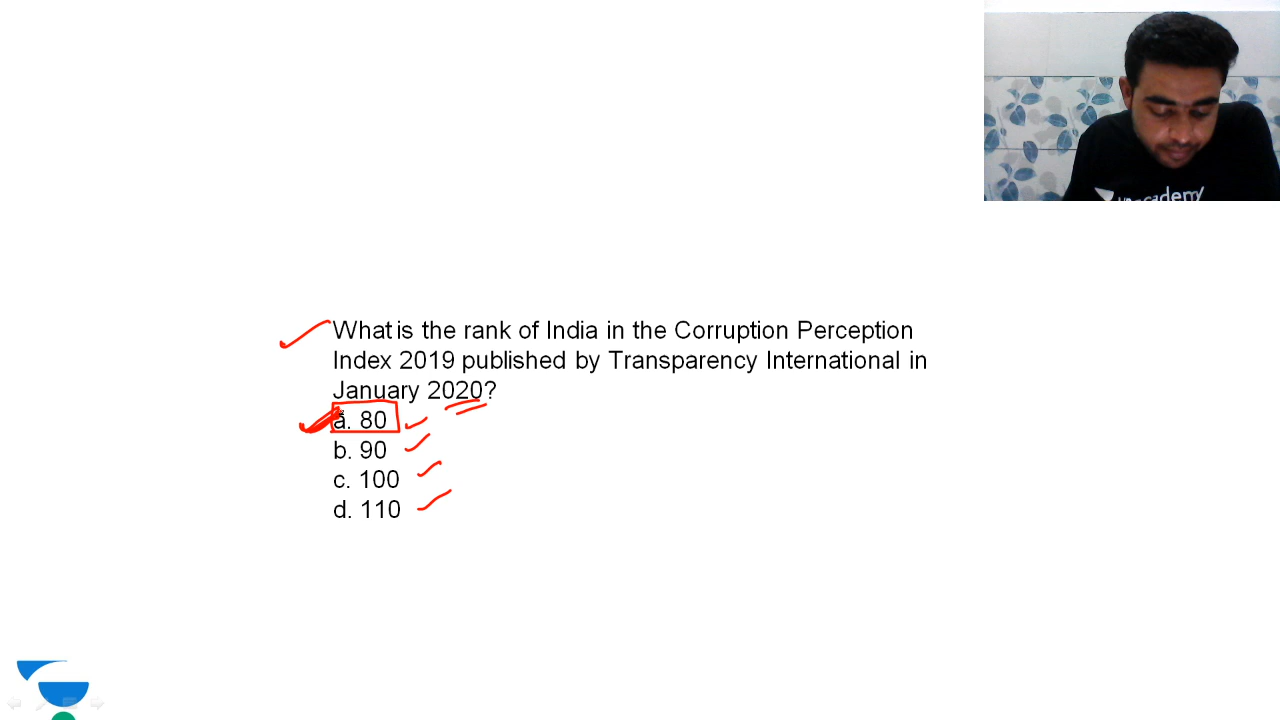 What is the rank of India in the Corruption Perception
Index 2019 published by Transparency International in
January 2020?
a. 80
b. 90
c. 100
d. 110